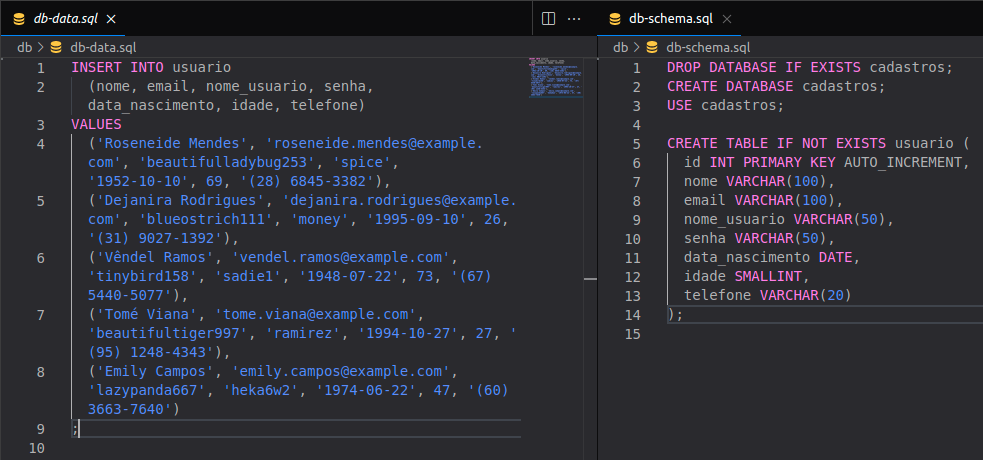 db-data.sql
db > db-data.sql
1 INSERT INTO usuario
2 (nome, email, nome_usuario, senha,
data_nascimento, idade, telefone)
3 VALUES
4 ('Roseneide Mendes', 'roseneide.mendes@example.
com', 'beautifulladybug253', 'spice',
'1952-10-10', 69, '(28) 6845-3382'),
5 ('Dejanira Rodrigues', 'dejanira.rodrigues@example.
com', 'blueostrich111', 'money', '1995-09-10', 26,
'(31) 9027-1392'),
6 ('Vêndel Ramos', 'vendel.ramos@example.com',
'tinybird158', 'sadie1', '1948-07-22', 73, '(67)
5440-5077'),
7 ('Tomé Viana', 'tome.viana@example.com',
'beautifultiger997', 'ramirez', '1994-10-27', 27, '
(95) 1248-4343'),
8 ('Emily Campos', 'emily.campos@example.com',
'lazypanda667', 'heka6w2', '1974-06-22', 47, '(60)
3663-7640')
9 ;
10
db-schema.sql
db > db-schema.sql
1 DROP DATABASE IF EXISTS cadastros;
2 CREATE DATABASE cadastros;
3 USE cadastros;
4
5 CREATE TABLE IF NOT EXISTS usuario (
6 id INT PRIMARY KEY AUTO_INCREMENT,
7 nome VARCHAR(100),
8 email VARCHAR(100),
9 nome_usuario VARCHAR(50),
10 senha VARCHAR(50),
11 data_nascimento DATE,
12 idade SMALLINT,
13 telefone VARCHAR(20)
14 );
15